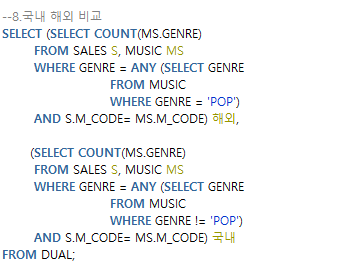 --8.국내 해외 비교
SELECT (SELECT COUNT(MS.GENRE)
FROM SALES S, MUSIC MS
WHERE GENRE = ANY (SELECT GENRE
FROM MUSIC
WHERE GENRE = 'POP')
AND S.M_CODE= MS.M_CODE) 해외,
(SELECT COUNT(MS.GENRE)
FROM SALES S, MUSIC MS
WHERE GENRE = ANY (SELECT GENRE
FROM MUSIC
WHERE GENRE != 'POP')
AND S.M_CODE= MS.M_CODE) 국내
FROM DUAL;